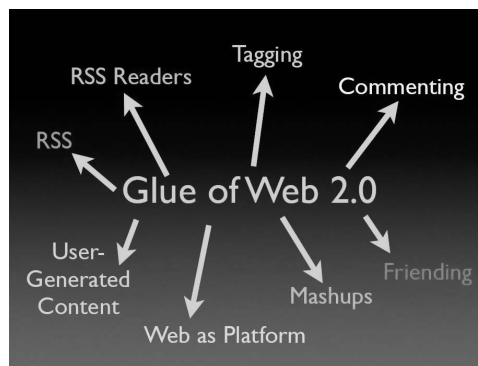 Tagging
RSS Readers
Commenting
RSS
Glue of Web 2.0
User-
Generated
Content
Friending
Mashups
Web as Platform